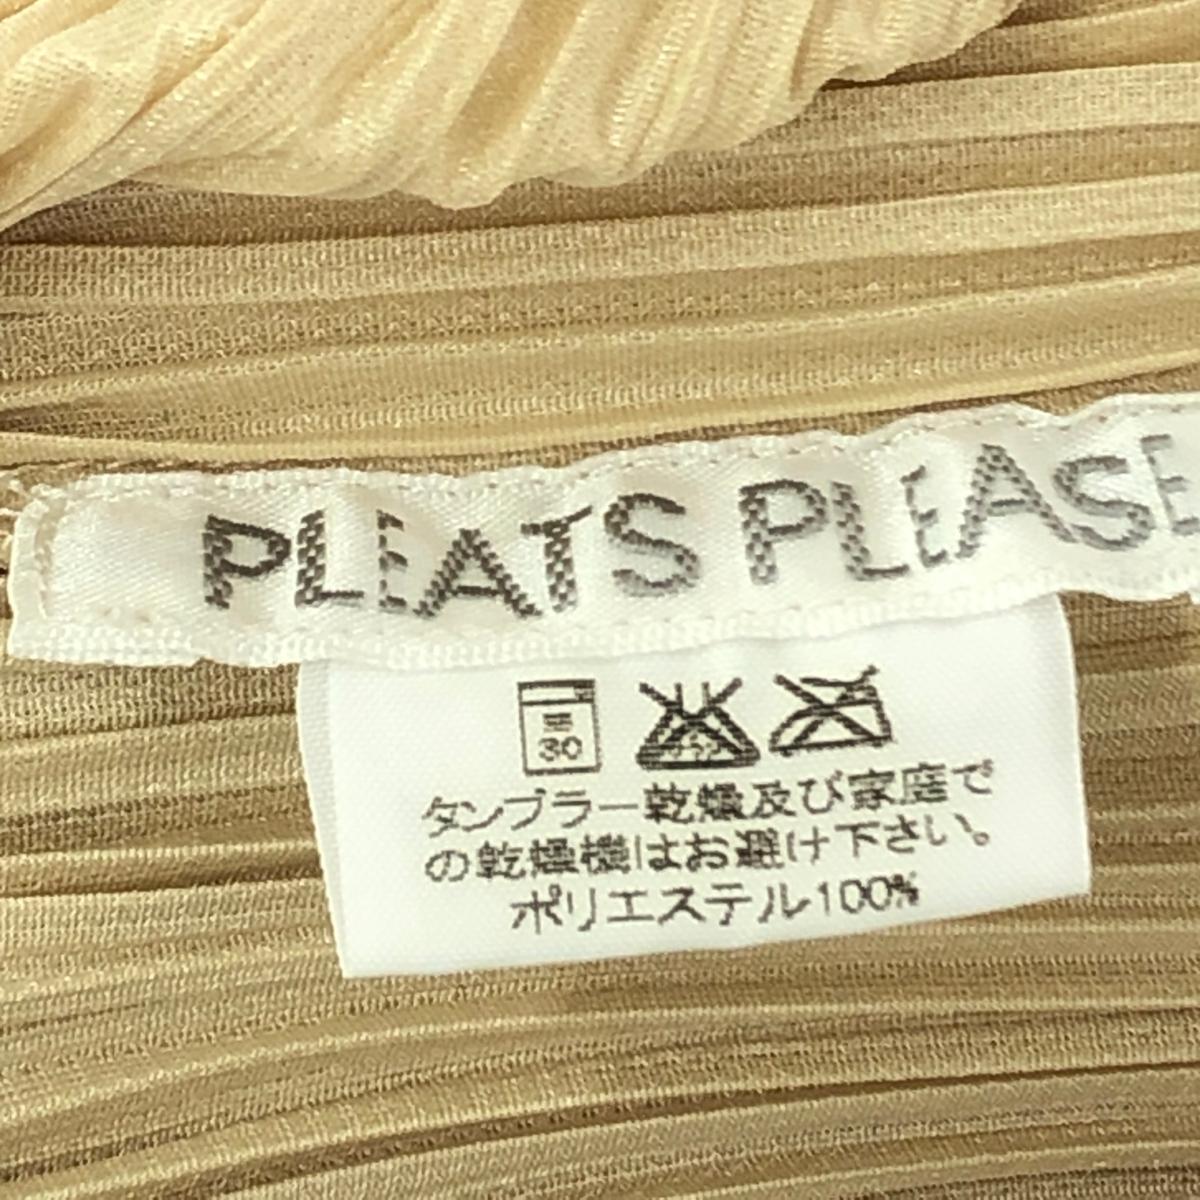 PLEATS PLEASE
弱
30
タンブラー乾燥及び家庭で
の乾燥機はお避け下さい。
ポリエステル100%